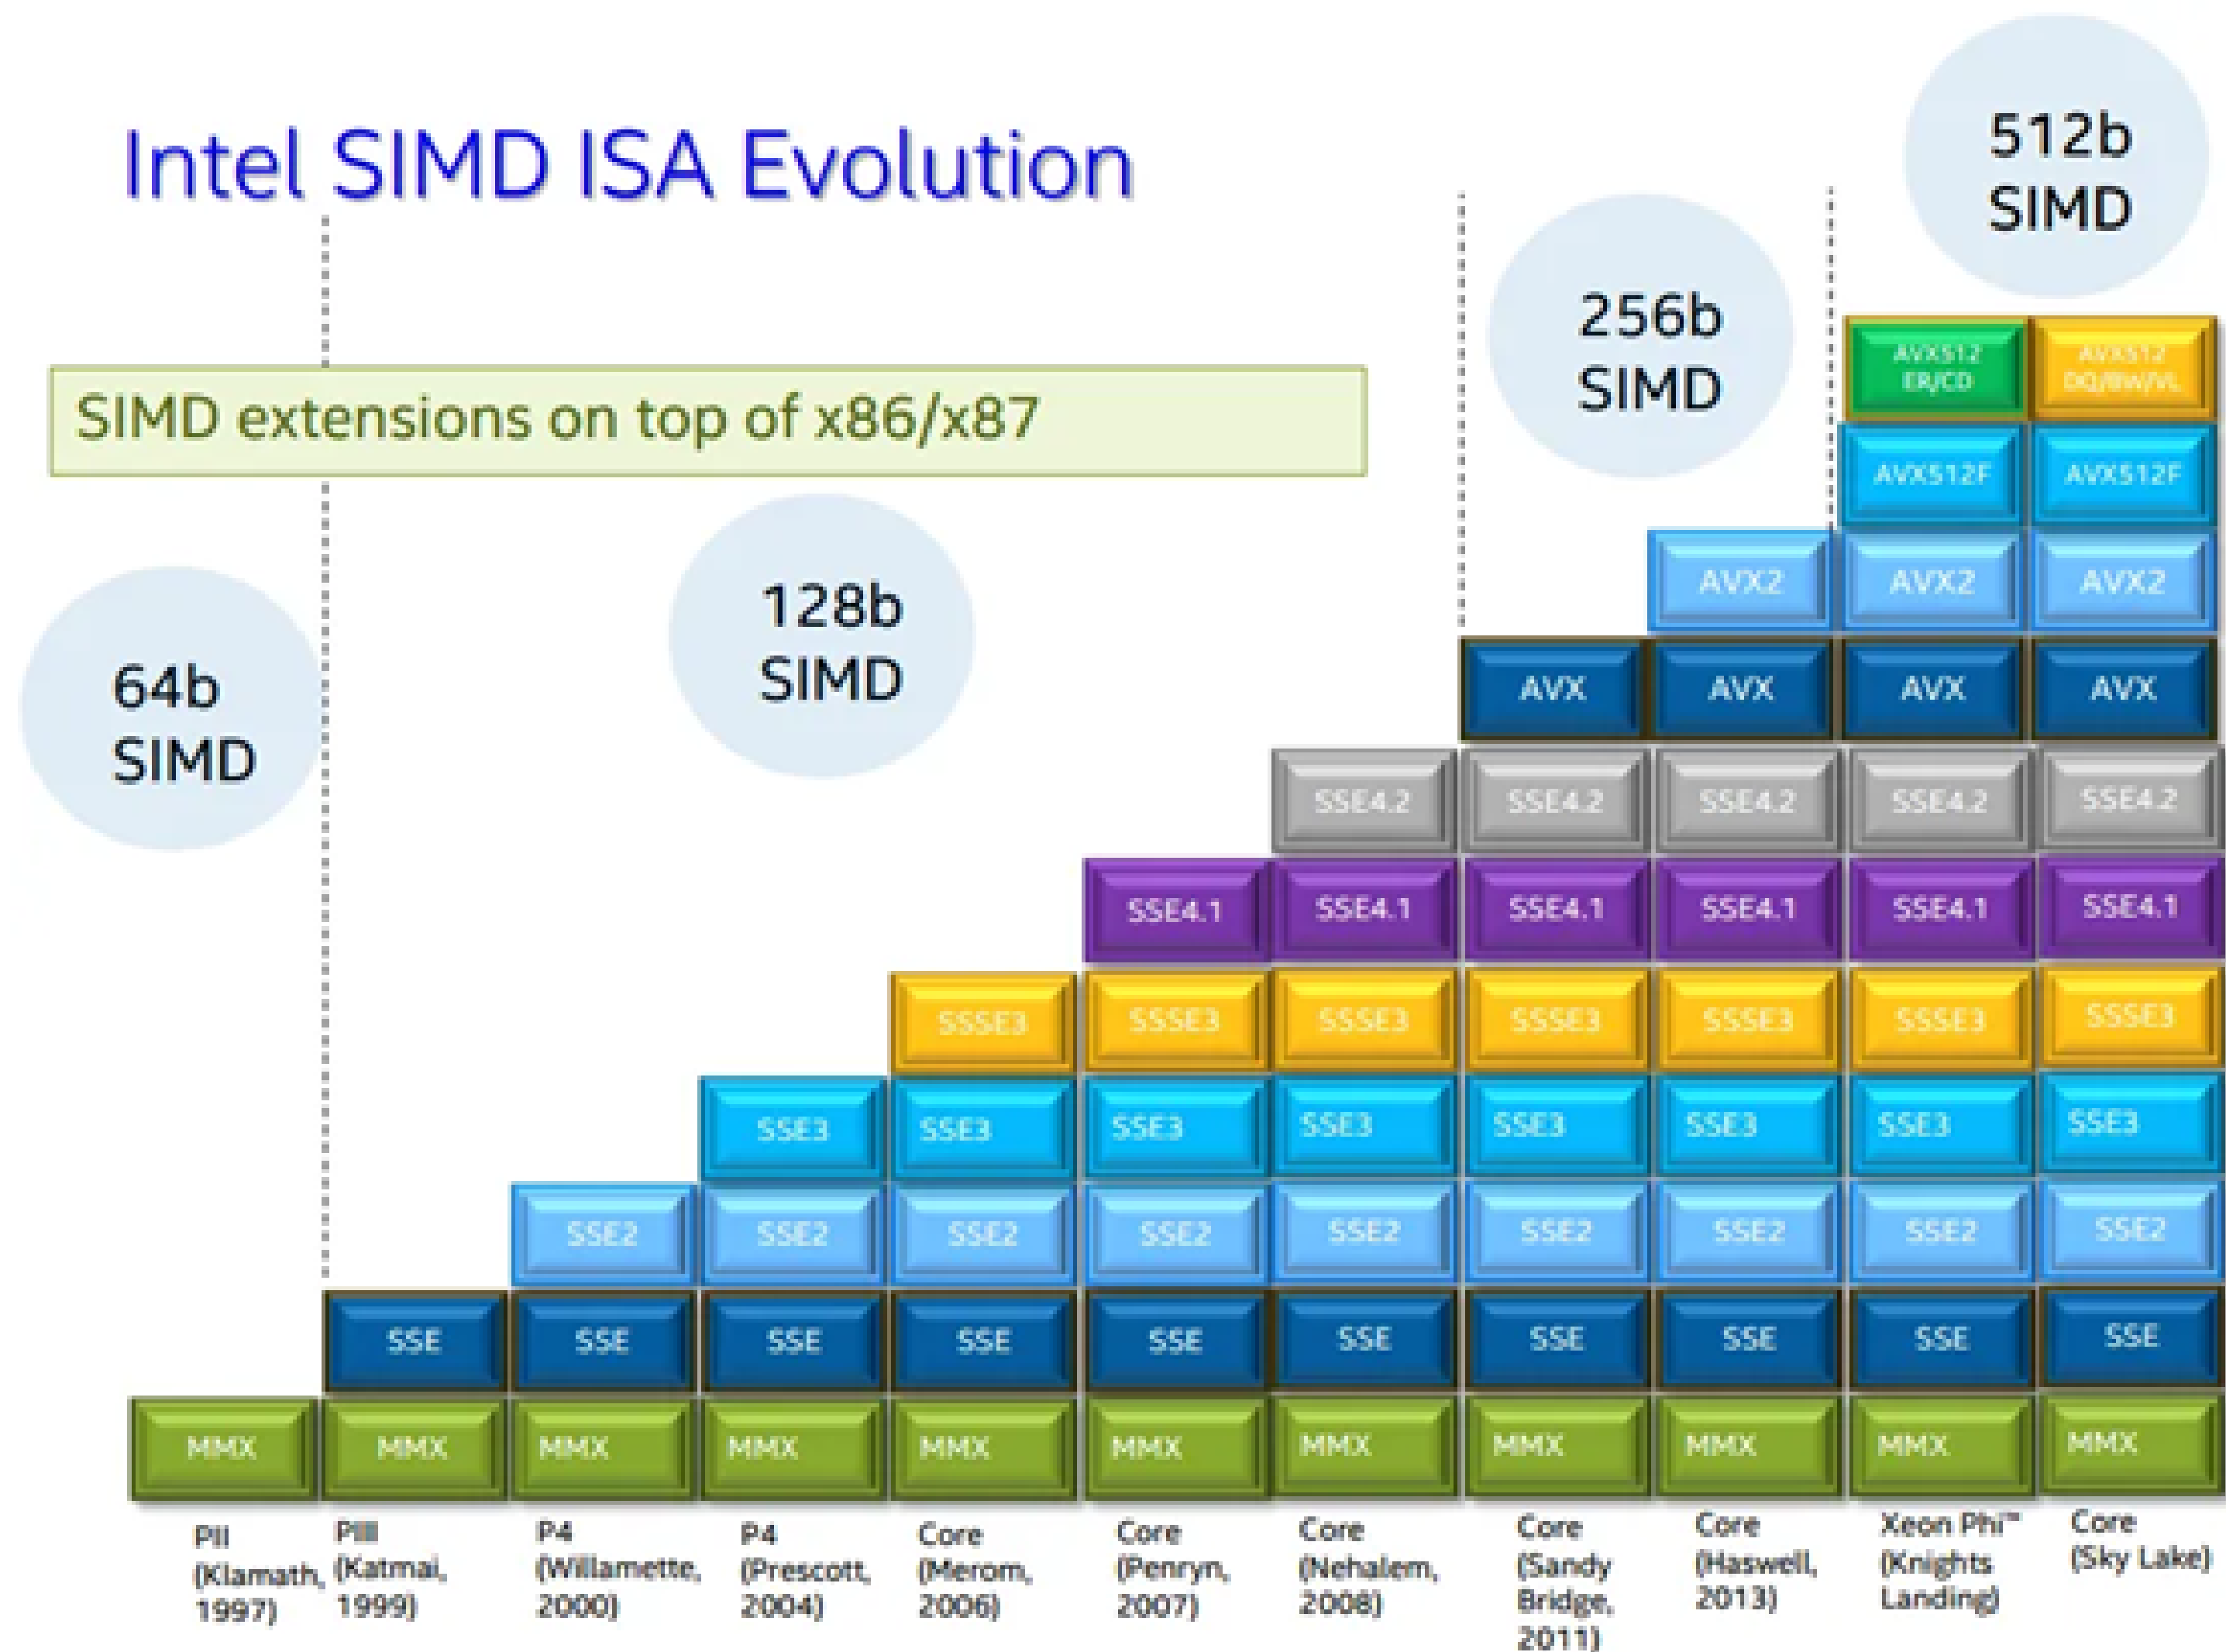 Intel SIMD ISA Evolution
512b
SIMD
256b
SIMD
SIMD extensions on top of x86/x87
128b
SIMD
64b
SIMD
AVX512
ER/CD
AVX512
DQ/BW/VL
AVX512F AVX512F
AVX2 AVX2 AVX2
AVX AVX AVX AVX
SSE4.2 SSE4.2 SSE4.2 SSE4.2 SSE4.2
SSE4.1 SSE4.1 SSE4.1 SSE4.1 SSE4.1 SSE4.1
SSSE3 SSSE3 SSSE3 SSSE3 SSSE3 SSSE3 SSSE3
SSE3 SSE3 SSE3 SSE3 SSE3 SSE3 SSE3 SSE3
SSE2 SSE2 SSE2 SSE2 SSE2 SSE2 SSE2 SSE2 SSE2
SSE SSE SSE SSE SSE SSE SSE SSE SSE SSE
MMX MMX MMX MMX MMX MMX MMX MMX MMX MMX MMX
PII
(Klamath,
1997)
PIII
(Katmai,
1999)
P4
(Willamette,
2000)
P4
(Prescott,
2004)
Core
(Merom,
2006)
Core
(Penryn,
2007)
Core
(Nehalem,
2008)
Core
(Sandy
Bridge,
2011)
Core
(Haswell,
2013)
Xeon Phi™
(Knights
Landing)
Core
(Sky Lake)